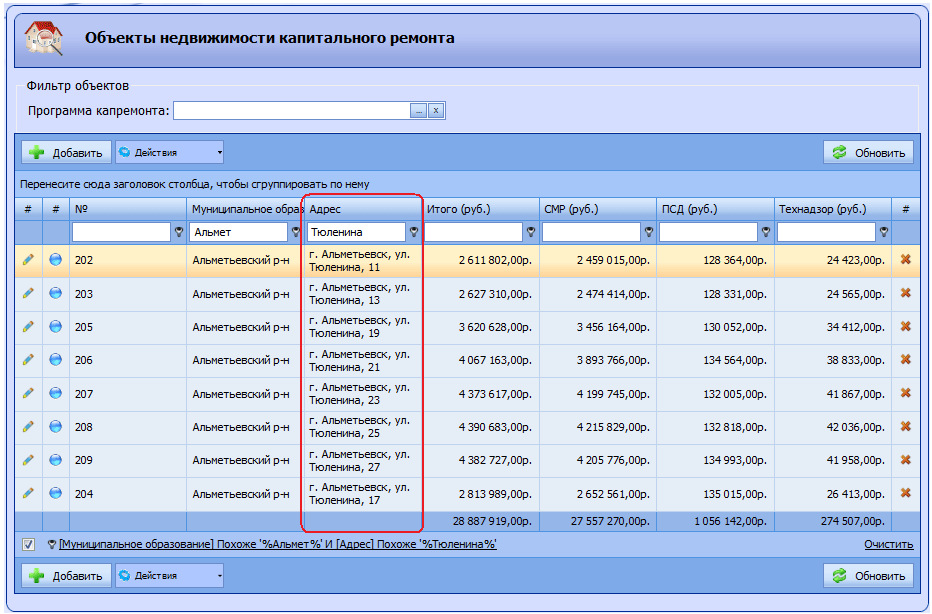 Объекты недвижимости капитального ремонта
Фильтр объектов
Программа капремонта: ... x
Добавить Действия Обновить
Перенесите сюда заголовок столбца, чтобы сгруппировать по нему
# # № Муниципальное образ Адрес Итого (руб.) СМР (руб.) ПСД (руб.) Технадзор (руб.) #
Альмет Тюленина
202 Альметьевский р-н г. Альметьевск, ул. Тюленина, 11 2 611 802,00р. 2 459 015,00р. 128 364,00р. 24 423,00р.
203 Альметьевский р-н г. Альметьевск, ул. Тюленина, 13 2 627 310,00р. 2 474 414,00р. 128 331,00р. 24 565,00р.
205 Альметьевский р-н г. Альметьевск, ул. Тюленина, 19 3 620 628,00р. 3 456 164,00р. 130 052,00р. 34 412,00р.
206 Альметьевский р-н г. Альметьевск, ул. Тюленина, 21 4 067 163,00р. 3 893 766,00р. 134 564,00р. 38 833,00р.
207 Альметьевский р-н г. Альметьевск, ул. Тюленина, 23 4 373 617,00р. 4 199 745,00р. 132 005,00р. 41 867,00р.
208 Альметьевский р-н г. Альметьевск, ул. Тюленина, 25 4 390 683,00р. 4 215 829,00р. 132 818,00р. 42 036,00р.
209 Альметьевский р-н г. Альметьевск, ул. Тюленина, 27 4 382 727,00р. 4 205 776,00р. 134 993,00р. 41 958,00р.
204 Альметьевский р-н г. Альметьевск, ул. Тюленина, 17 2 813 989,00р. 2 652 561,00р. 135 015,00р. 26 413,00р.
28 887 919,00р. 27 557 270,00р. 1 056 142,00р. 274 507,00р.
[Муниципальное образование] Похоже '%Альмет%' И [Адрес] Похоже '%Тюленина%' Очистить
Добавить Действия Обновить